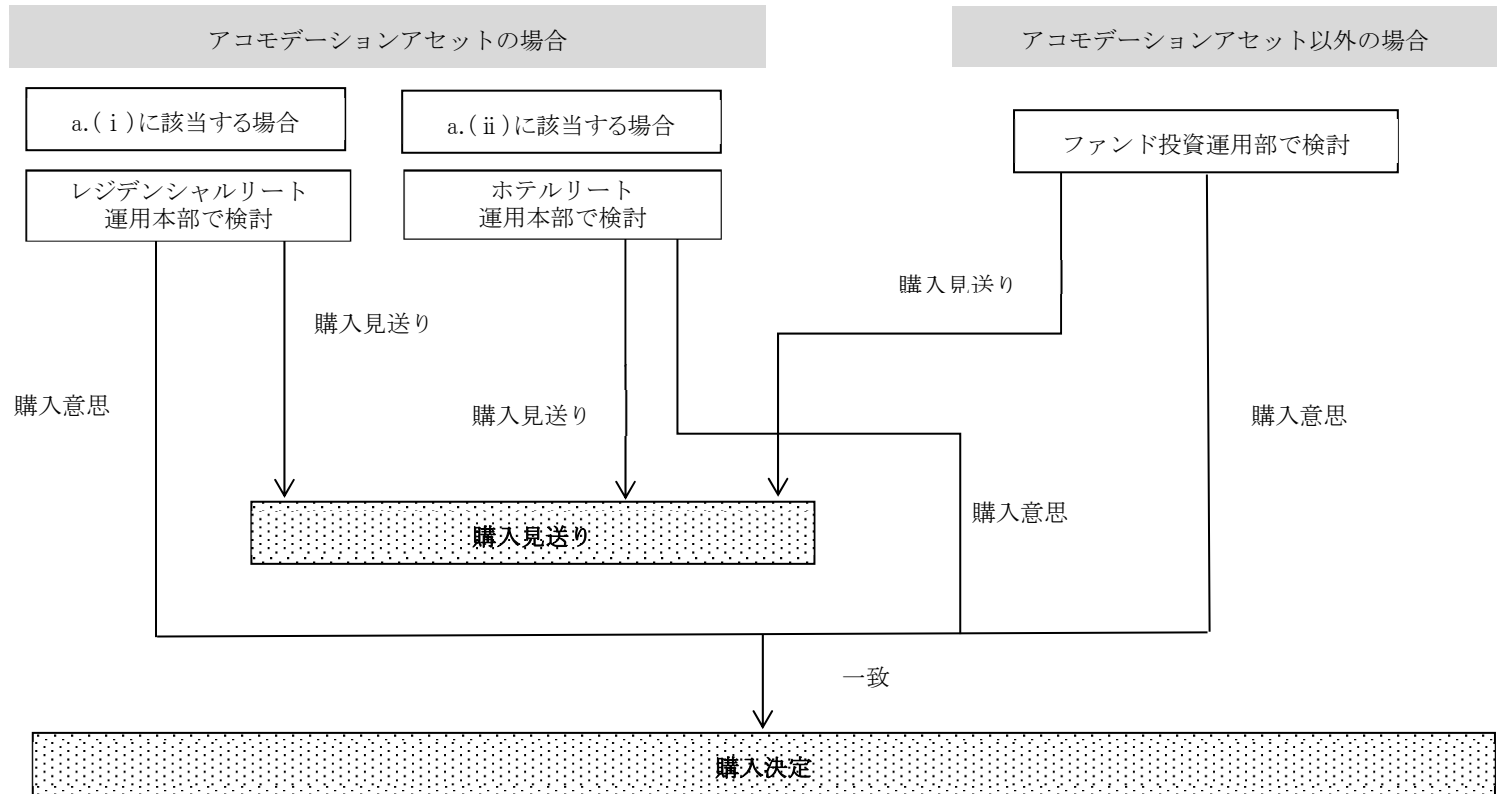 アコモデーションアセットの場合
アコモデーションアセット以外の場合
a.(ⅰ)に該当する場合
a.(ⅱ)に該当する場合
ファンド投資運用部で検討
レジデンシャルリート
運用本部で検討
ホテルリート
運用本部で検討
購入見送り
購入見送り
購入意思
購入見送り
購入意思
購入意思
購入見送り
一致
購入決定